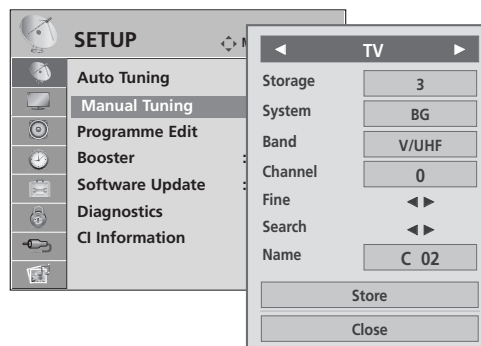 SETUP
Auto Tuning
Manual Tuning
Programme Edit
Booster :
Software Update :
Diagnostics
CI Information
◄ TV ►
Storage 3
System BG
Band V/UHF
Channel 0
Fine ◄ ►
Search ◄ ►
Name C 02
Store
Close